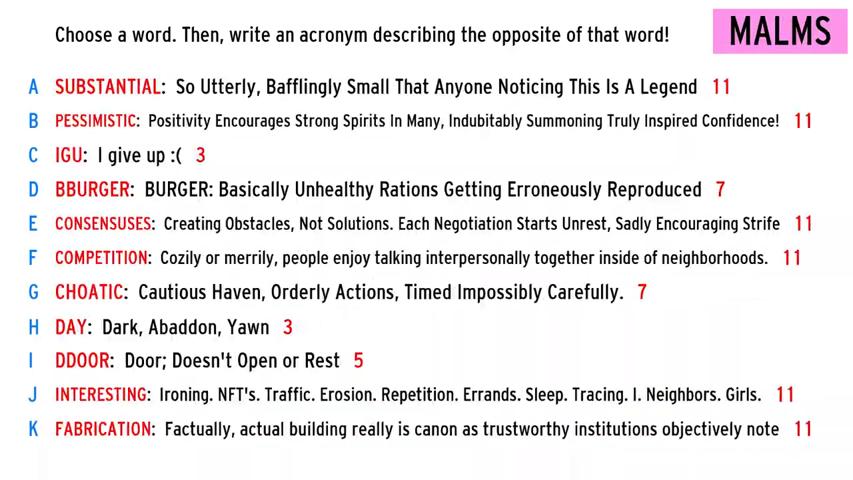 Choose a word. Then, write an acronym describing the opposite of that word!
MALMS
A SUBSTANTIAL: So Utterly, Bafflingly Small That Anyone Noticing This Is A Legend 11
B PESSIMISTIC: Positivity Encourages Strong Spirits In Many, Indubitably Summoning Truly Inspired Confidence! 11
C IGU: I give up :( 3
D BBURGER: BURGER: Basically Unhealthy Rations Getting Erroneously Reproduced 7
E CONSENSUSES: Creating Obstacles, Not Solutions. Each Negotiation Starts Unrest, Sadly Encouraging Strife 11
F COMPETITION: Cozily or merrily, people enjoy talking interpersonally together inside of neighborhoods. 11
G CHOATIC: Cautious Haven, Orderly Actions, Timed Impossibly Carefully. 7
H DAY: Dark, Abaddon, Yawn 3
I DDOOR: Door; Doesn't Open or Rest 5
J INTERESTING: Ironing. NFT's. Traffic. Erosion. Repetition. Errands. Sleep. Tracing. I. Neighbors. Girls. 11
K FABRICATION: Factually, actual building really is canon as trustworthy institutions objectively note 11